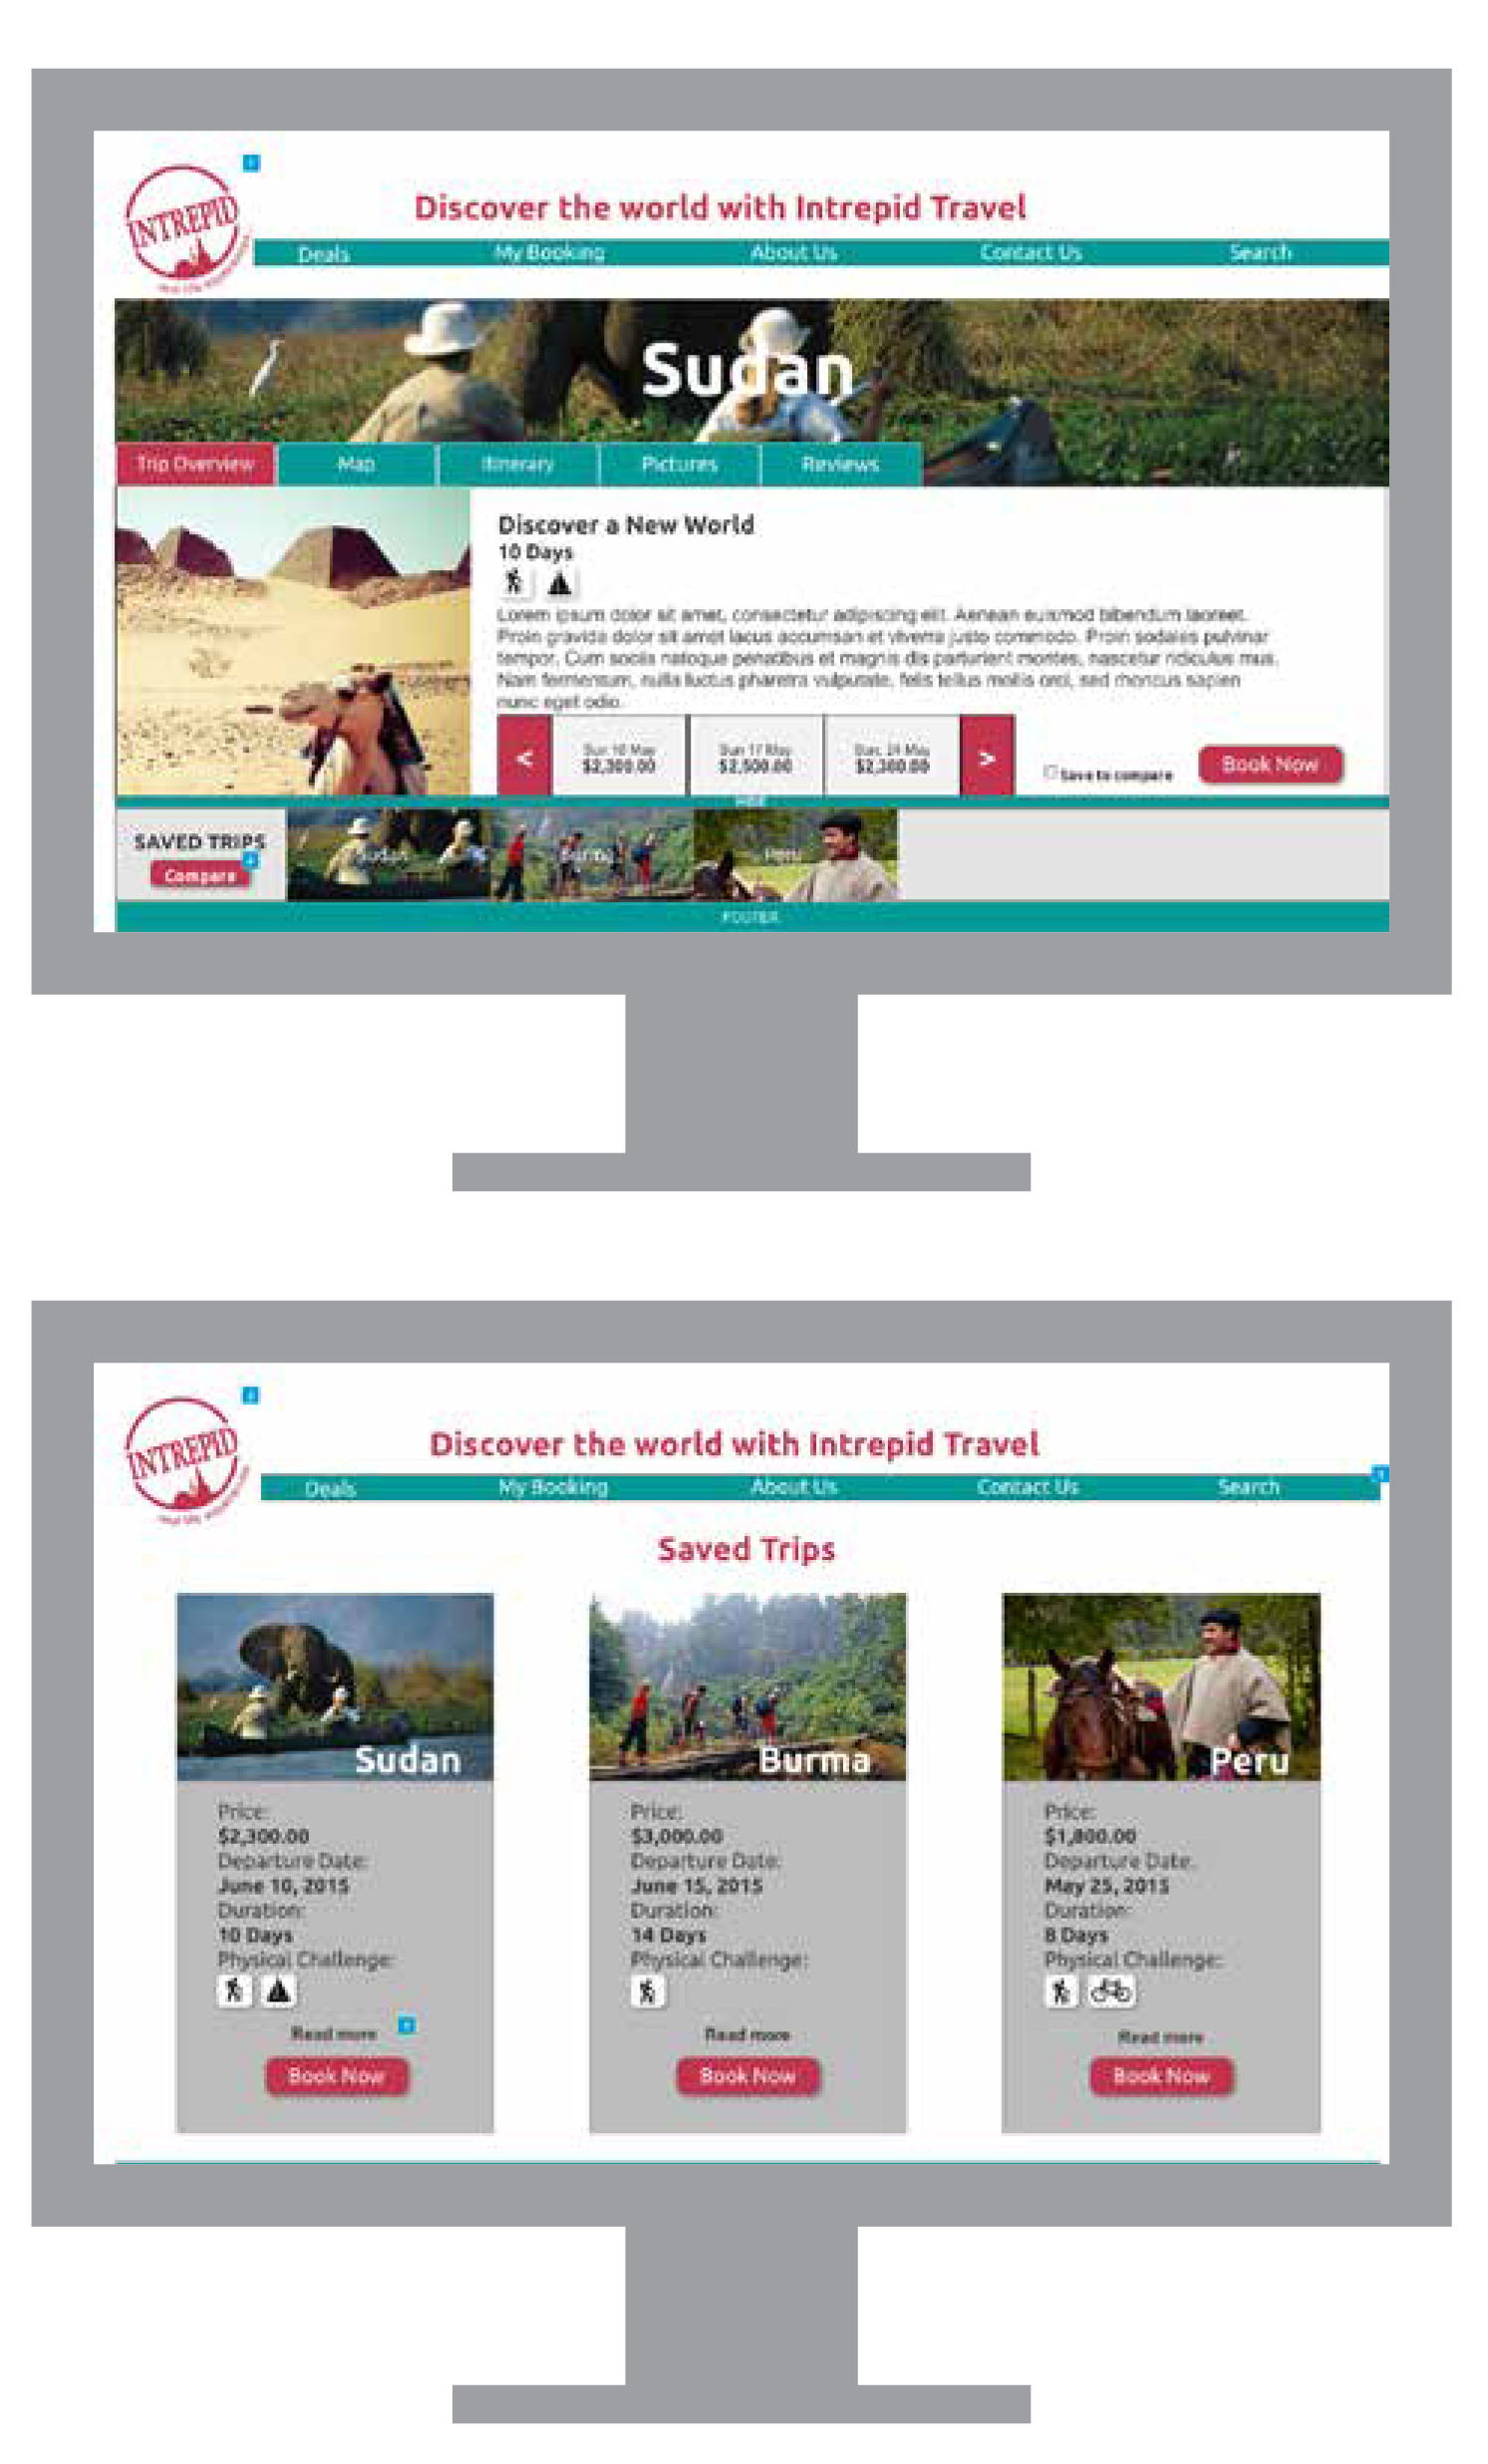 INTREPID
Discover the world with Intrepid Travel
Deals My Booking About Us Contact Us Search
Sudan
Trip Overview Map Itinerary Pictures Reviews
Discover a New World
10 Days
Lorem ipsum dolor sit amet, consectetur adipiscing elit. Aenean euismod bibendum laoreet.
Proin gravida dolor sit amet lacus accumsan et viverra justo commodo. Proin sodales pulvinar
tempor. Cum sociis natoque penatibus et magnis dis parturient montes, nascetur ridiculus mus.
Nam fermentum, nulla luctus pharetra vulputate, felis tellus mollis orci, sed rhoncus sapien
nunc eget odio.
< Sun 10 May Sun 17 May Sun 24 May >
$2,300.00 $2,500.00 $2,300.00
Save to compare Book Now
SAVED TRIPS
Compare
Sudan Burma Peru
FOOTER
INTREPID
Discover the world with Intrepid Travel
Deals My Booking About Us Contact Us Search
Saved Trips
Sudan
Price:
$2,300.00
Departure Date:
June 10, 2015
Duration:
10 Days
Physical Challenge:
Read more
Book Now
Burma
Price:
$3,000.00
Departure Date:
June 15, 2015
Duration:
14 Days
Physical Challenge:
Read more
Book Now
Peru
Price:
$1,800.00
Departure Date:
May 25, 2015
Duration:
8 Days
Physical Challenge:
Read more
Book Now